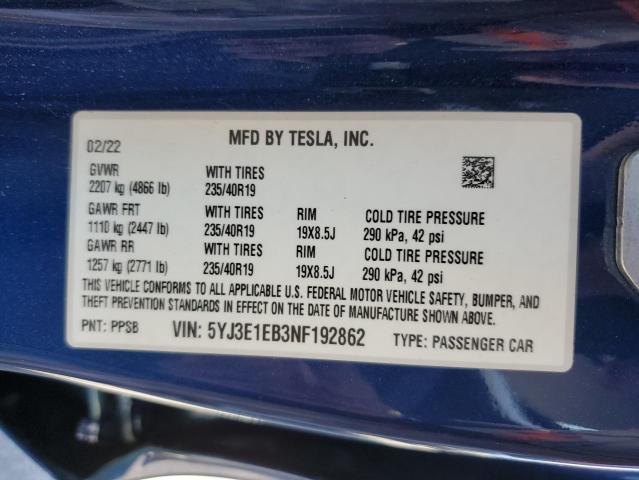 02/22 MFD BY TESLA, INC.
GVWR WITH TIRES
2207 kg (4866 lb) 235/40R19
GAWR FRT WITH TIRES RIM COLD TIRE PRESSURE
1110 kg (2447 lb) 235/40R19 19X8.5J 290 kPa, 42 psi
GAWR RR WITH TIRES RIM COLD TIRE PRESSURE
1257 kg (2771 lb) 235/40R19 19X8.5J 290 kPa, 42 psi
THIS VEHICLE CONFORMS TO ALL APPLICABLE U.S. FEDERAL MOTOR VEHICLE SAFETY, BUMPER, AND
THEFT PREVENTION STANDARDS IN EFFECT ON THE DATE OF MANUFACTURE SHOWN ABOVE.
PNT: PPSB VIN: 5YJ3E1EB3NF192862 TYPE: PASSENGER CAR